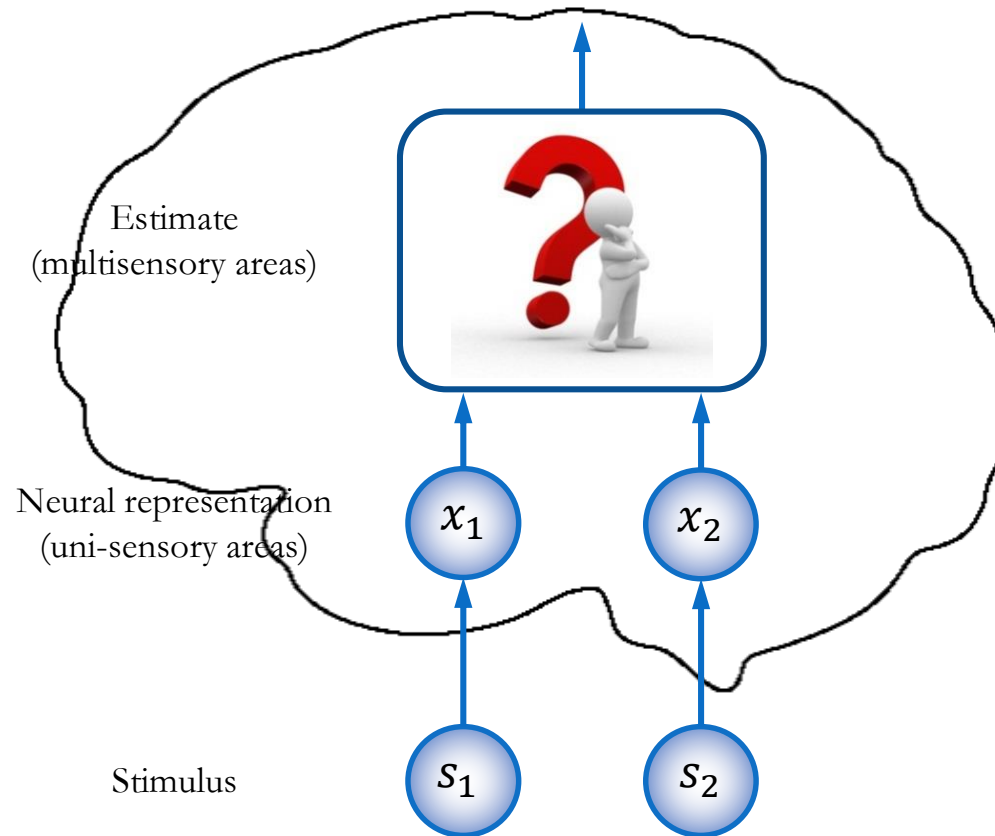 Estimate
(multisensory areas)
Neural representation
(uni-sensory areas)
x₁
x₂
Stimulus
s₁
s₂